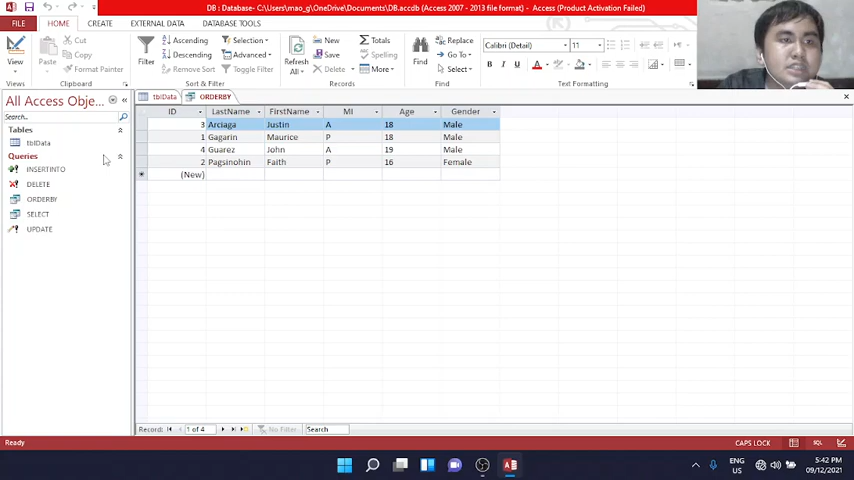 DB : Database- C:\Users\mao_g\OneDrive\Documents\DB.accdb (Access 2007 - 2013 file format) - Access (Product Activation Failed)
FILE HOME CREATE EXTERNAL DATA DATABASE TOOLS
View
Views
Paste
Cut
Copy
Format Painter
Clipboard
Filter
Ascending
Descending
Remove Sort
Selection
Advanced
Toggle Filter
Sort & Filter
Refresh
All
New
Save
Delete
Totals
Spelling
More
Records
Find
Replace
Go To
Select
Find
Calibri (Detail) 11
B I U A
Text Formatting
All Access Obje...
Search...
Tables
tblData
Queries
INSERTINTO
DELETE
ORDERBY
SELECT
UPDATE
tblData ORDERBY
ID LastName FirstName MI Age Gender
3 Arciaga Justin A 18 Male
1 Gagarin Maurice P 18 Male
4 Guarez John A 19 Male
2 Pagsinohin Faith P 16 Female
* (New)
Record: 1 of 4 No Filter Search
Ready CAPS LOCK SQL
ENG
US
5:42 PM
09/12/2021